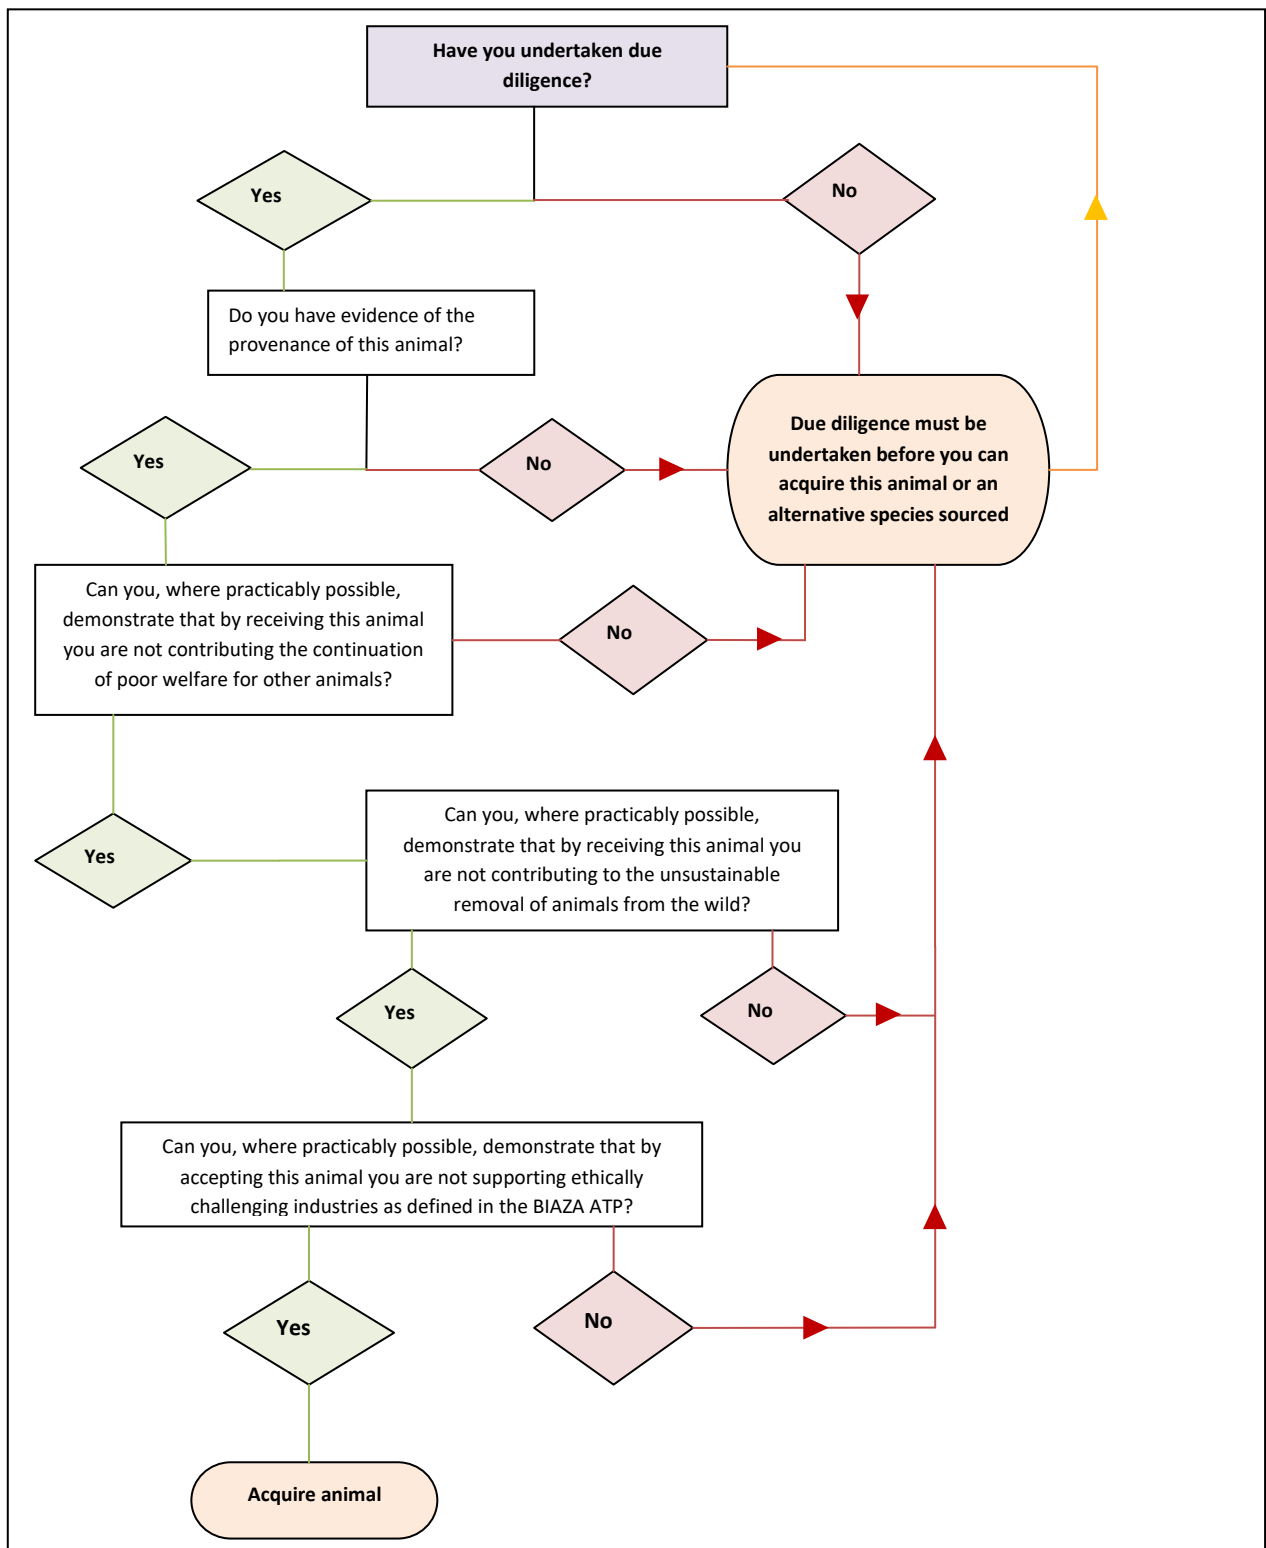 Have you undertaken due
diligence?
Yes
No
Do you have evidence of the
provenance of this animal?
Yes
No
Due diligence must be
undertaken before you can
acquire this animal or an
alternative species sourced
Can you, where practicably possible,
demonstrate that by receiving this animal
you are not contributing the continuation
of poor welfare for other animals?
No
Yes
Can you, where practicably possible,
demonstrate that by receiving this animal you
are not contributing to the unsustainable
removal of animals from the wild?
Yes
No
Can you, where practicably possible, demonstrate that by
accepting this animal you are not supporting ethically
challenging industries as defined in the BIAZA ATP?
Yes
No
Acquire animal